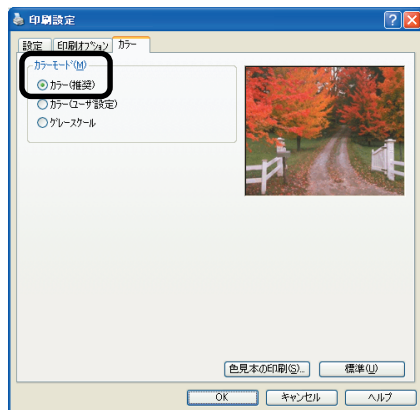 印刷設定
設定 印刷オプション カラー
カラーモード(M)
カラー(推奨)
カラー(ユーザ設定)
グレースケール
色見本の印刷(S)... 標準(U)
OK キャンセル ヘルプ